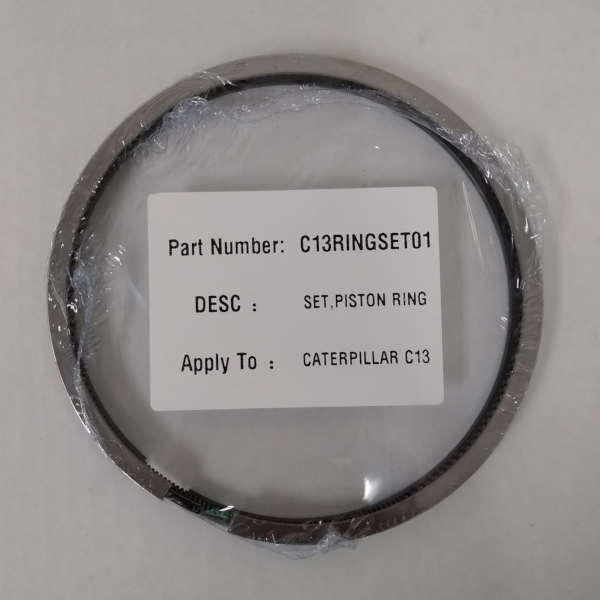 Part Number: C13RINGSET01
DESC : SET,PISTON RING
Apply To : CATERPILLAR C13